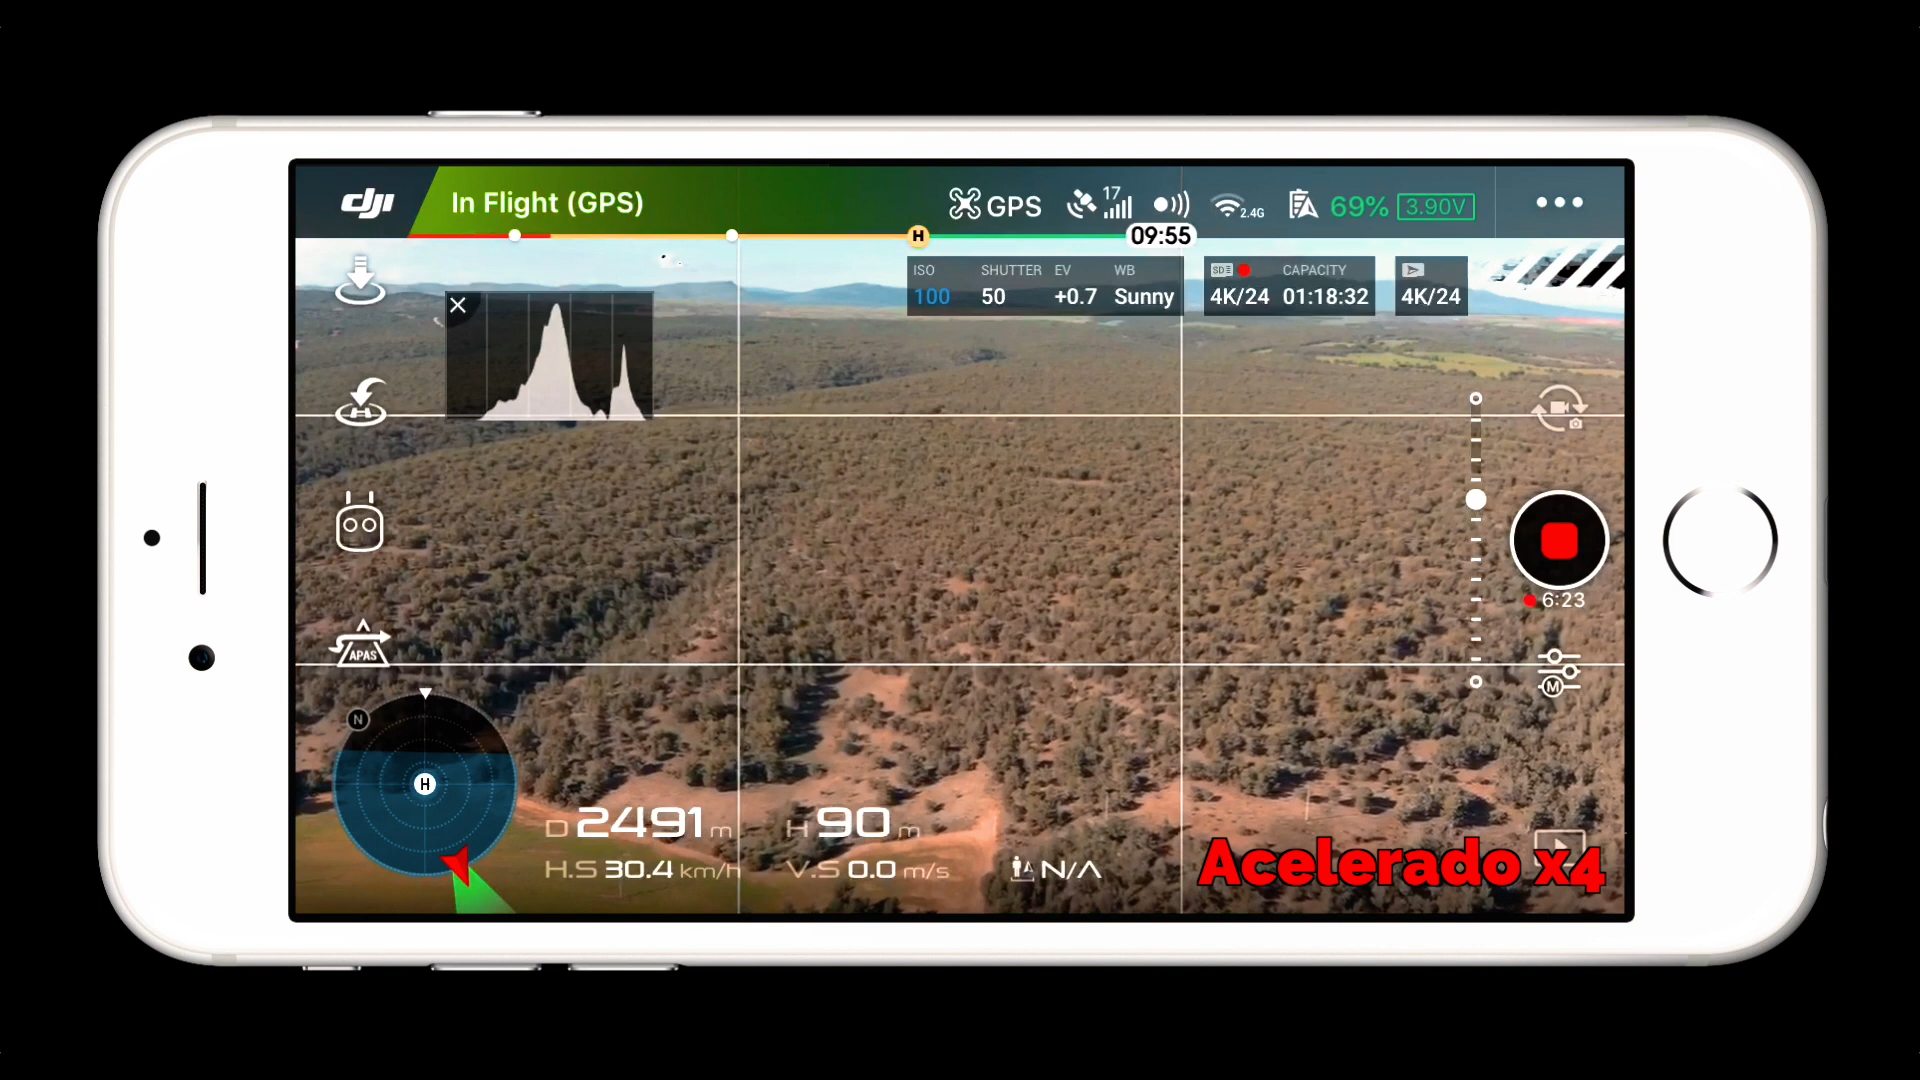 dji In Flight (GPS) GPS 17 2.4G 69% 3.90V
H 09:55
ISO SHUTTER EV WB SD CAPACITY
100 50 +0.7 Sunny 4K/24 01:18:32 4K/24
6:23
APAS
M
N
H
D 2491 m H 90 m
H.S 30.4 km/h V.S 0.0 m/s N/A
Acelerado x4